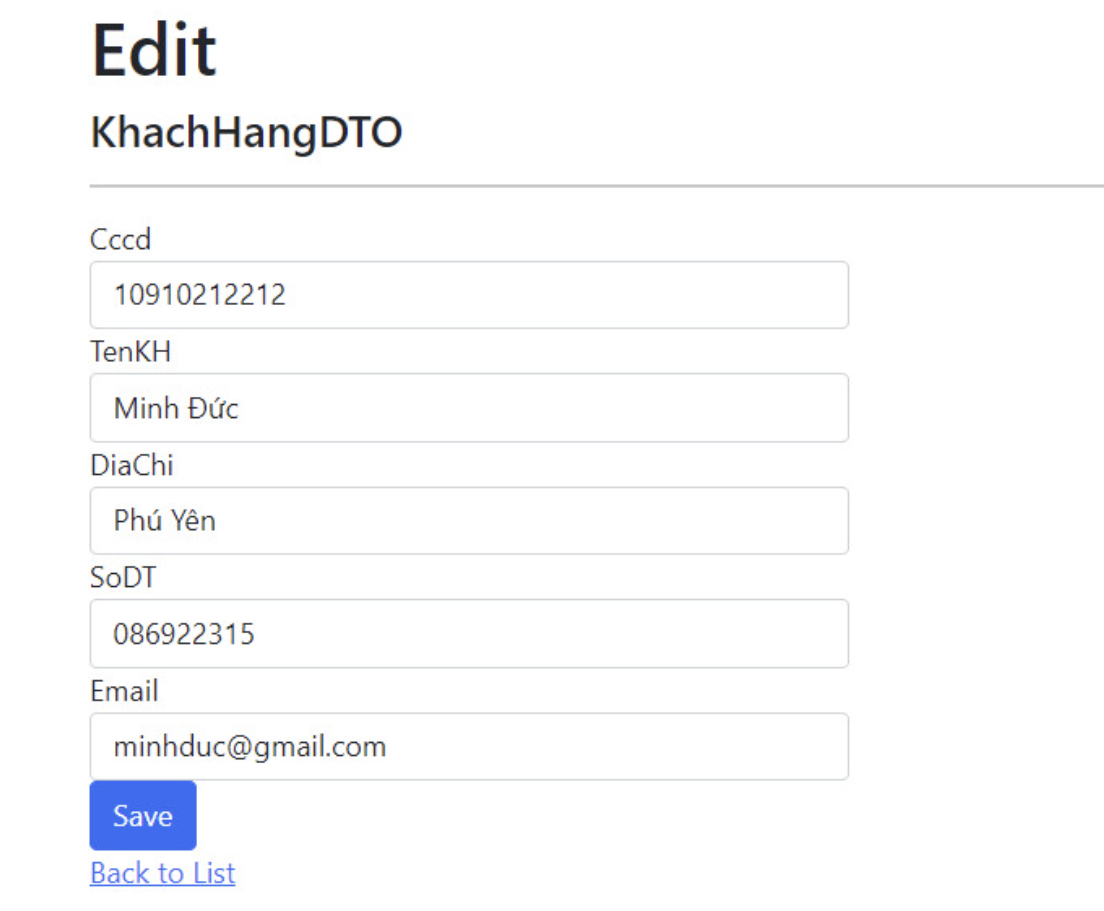 Edit
KhachHangDTO
Cccd
10910212212
TenKH
Minh Đức
DiaChi
Phú Yên
SoDT
086922315
Email
minhduc@gmail.com
Save
Back to List